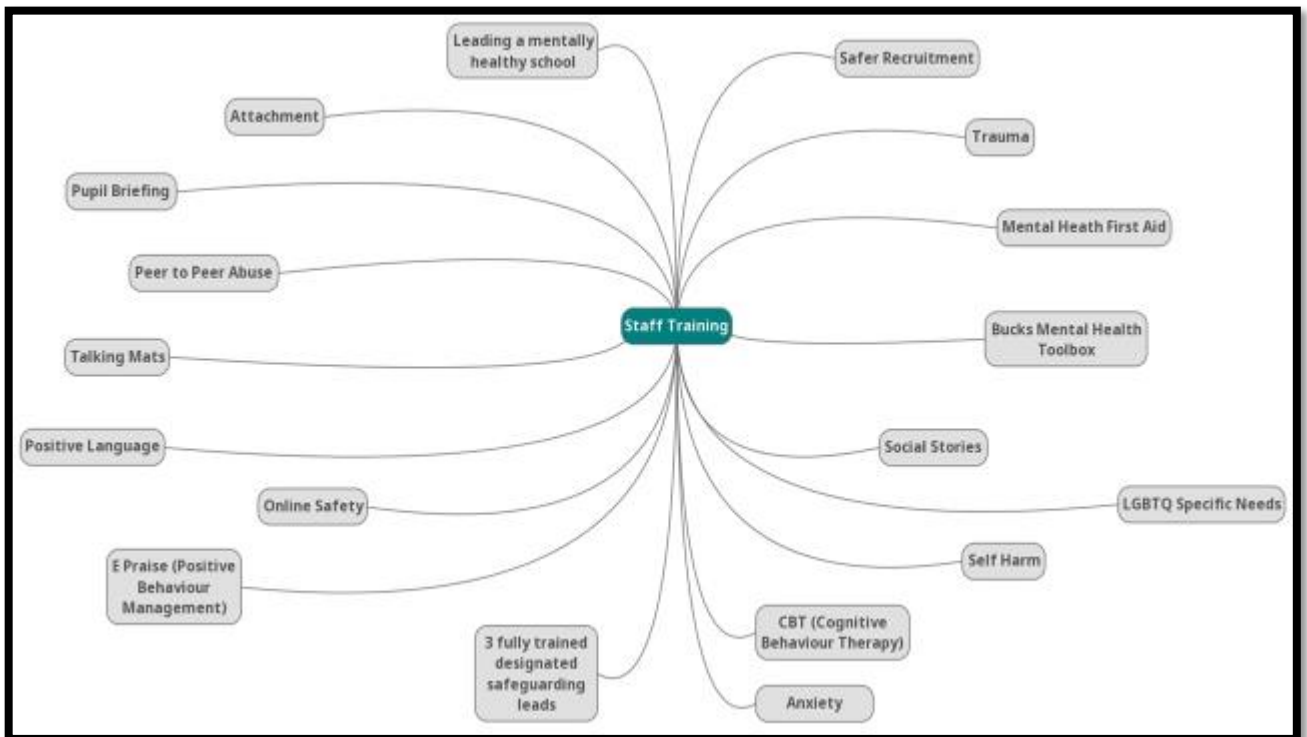 Leading a mentally
healthy school
Safer Recruitment
Attachment
Trauma
Pupil Briefing
Mental Heath First Aid
Peer to Peer Abuse
Staff Training
Bucks Mental Health
Toolbox
Talking Mats
Positive Language
Social Stories
Online Safety
LGBTQ Specific Needs
E Praise (Positive
Behaviour
Management)
Self Harm
CBT (Cognitive
Behaviour Therapy)
3 fully trained
designated
safeguarding
leads
Anxiety